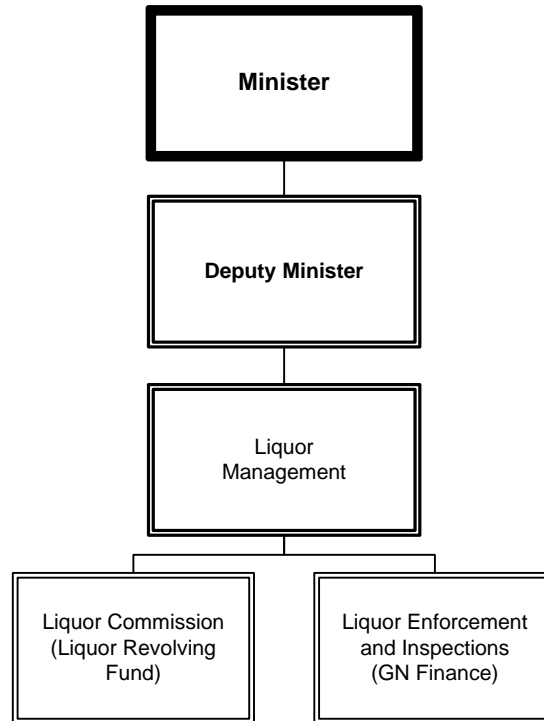 Minister
Deputy Minister
Liquor
Management
Liquor Commission
(Liquor Revolving
Fund)
Liquor Enforcement
and Inspections
(GN Finance)